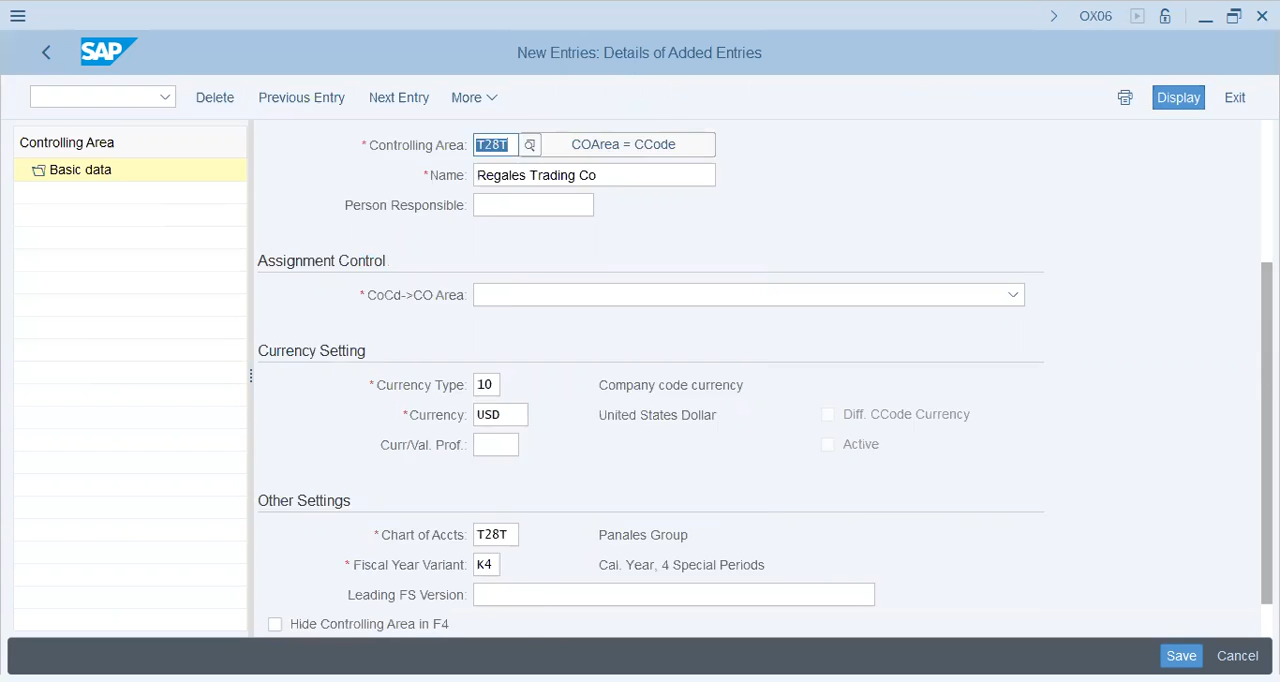 OX06
SAP New Entries: Details of Added Entries
Delete Previous Entry Next Entry More Display Exit
Controlling Area
Basic data
* Controlling Area: T28T COArea = CCode
* Name: Regales Trading Co
Person Responsible:
Assignment Control
* CoCd->CO Area:
Currency Setting
* Currency Type: 10 Company code currency
* Currency: USD United States Dollar Diff. CCode Currency
Curr/Val. Prof.: Active
Other Settings
* Chart of Accts: T28T Panales Group
* Fiscal Year Variant: K4 Cal. Year, 4 Special Periods
Leading FS Version:
Hide Controlling Area in F4
Save Cancel